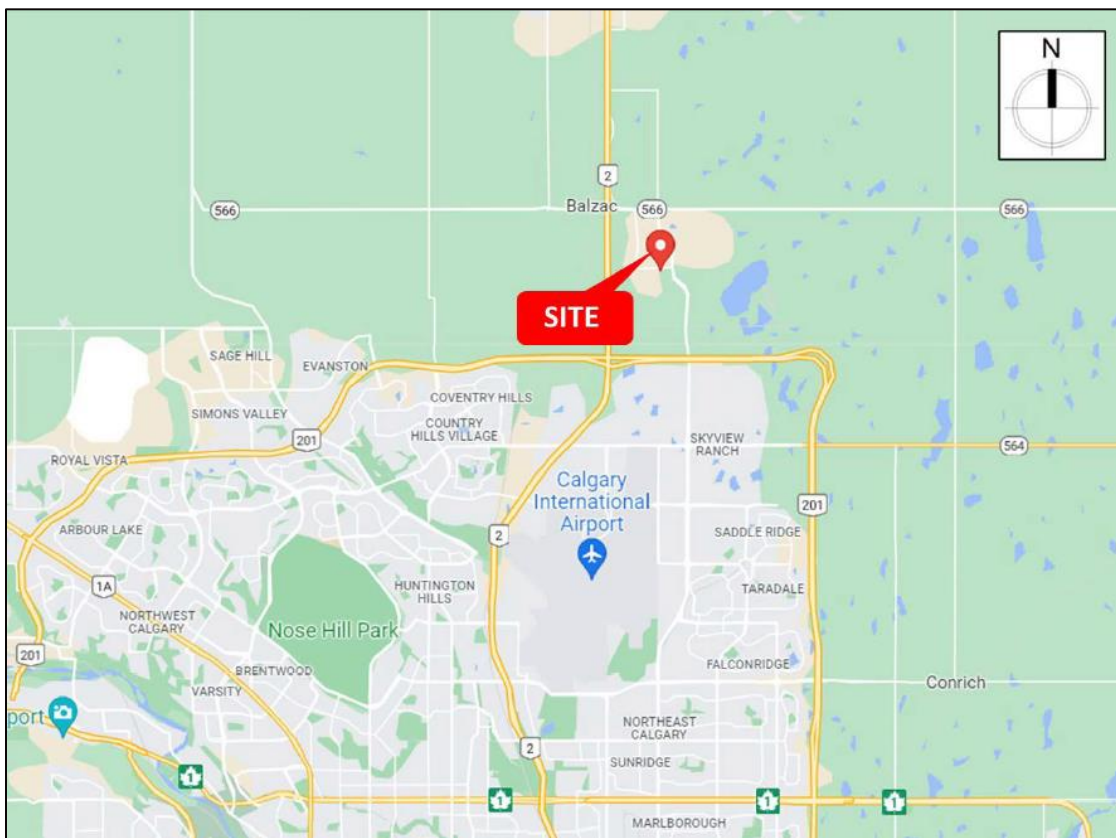 N
2
566
Balzac
566
566
SITE
SAGE HILL
EVANSTON
COVENTRY HILLS
SIMONS VALLEY
COUNTRY
HILLS VILLAGE
201
SKYVIEW
RANCH
564
ROYAL VISTA
Calgary
International
Airport
201
ARBOUR LAKE
2
SADDLE RIDGE
1A
HUNTINGTON
HILLS
TARADALE
NORTHWEST
CALGARY
Nose Hill Park
201
BRENTWOOD
FALCONRIDGE
VARSITY
Conrich
port
NORTHEAST
CALGARY
2
SUNRIDGE
1
1
1
1
MARLBOROUGH